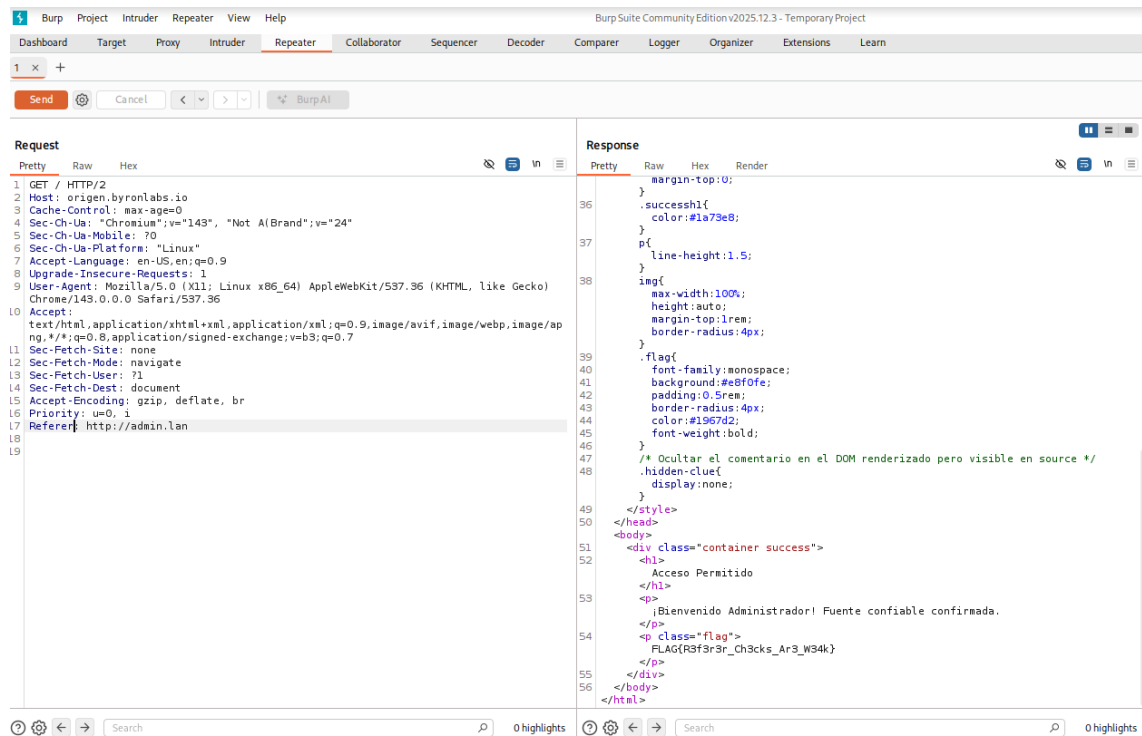 Burp Project Intruder Repeater View Help
Burp Suite Community Edition v2025.12.3 - Temporary Project
Dashboard Target Proxy Intruder Repeater Collaborator Sequencer Decoder Comparer Logger Organizer Extensions Learn
1 × +
Send Cancel < > Burp AI
Request
Pretty Raw Hex
\n
1 GET / HTTP/2
2 Host: origen.byronlabs.io
3 Cache-Control: max-age=0
4 Sec-Ch-Ua: "Chromium";v="143", "Not A(Brand";v="24"
5 Sec-Ch-Ua-Mobile: ?0
6 Sec-Ch-Ua-Platform: "Linux"
7 Accept-Language: en-US,en;q=0.9
8 Upgrade-Insecure-Requests: 1
9 User-Agent: Mozilla/5.0 (X11; Linux x86_64) AppleWebKit/537.36 (KHTML, like Gecko)
Chrome/143.0.0.0 Safari/537.36
10 Accept:
text/html,application/xhtml+xml,application/xml;q=0.9,image/avif,image/webp,image/ap
ng,*/*;q=0.8,application/signed-exchange;v=b3;q=0.7
11 Sec-Fetch-Site: none
12 Sec-Fetch-Mode: navigate
13 Sec-Fetch-User: ?1
14 Sec-Fetch-Dest: document
15 Accept-Encoding: gzip, deflate, br
16 Priority: u=0, i
17 Referer: http://admin.lan
18
19
Search
0 highlights
Response
Pretty Raw Hex Render
\n
margin-top:0;
}
36 .successh1{
color:#1a73e8;
}
37 p{
line-height:1.5;
}
38 img{
max-width:100%;
height:auto;
margin-top:1rem;
border-radius:4px;
}
39 .flag{
40 font-family:monospace;
41 background:#e8f0fe;
42 padding:0.5rem;
43 border-radius:4px;
44 color:#1967d2;
45 font-weight:bold;
46 }
47 /* Ocultar el comentario en el DOM renderizado pero visible en source */
48 .hidden-clue{
display:none;
}
49 </style>
50 </head>
<body>
51 <div class="container success">
52 <h1>
Acceso Permitido
</h1>
53 <p>
¡Bienvenido Administrador! Fuente confiable confirmada.
</p>
54 <p class="flag">
FLAG{R3f3r3r_Ch3cks_Ar3_W34k}
</p>
55 </div>
56 </body>
</html>
Search
0 highlights